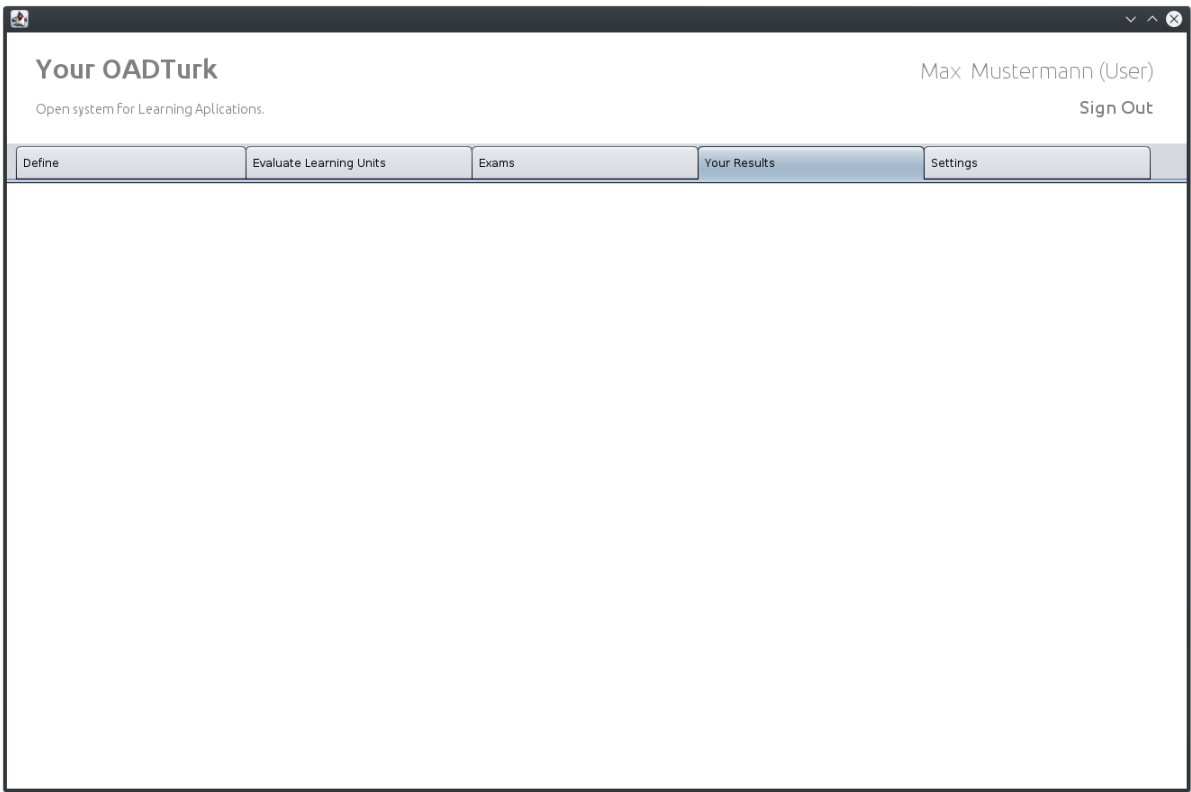 Your OADTurk
Max Mustermann (User)
Open system for Learning Aplications.
Sign Out
Define
Evaluate Learning Units
Exams
Your Results
Settings